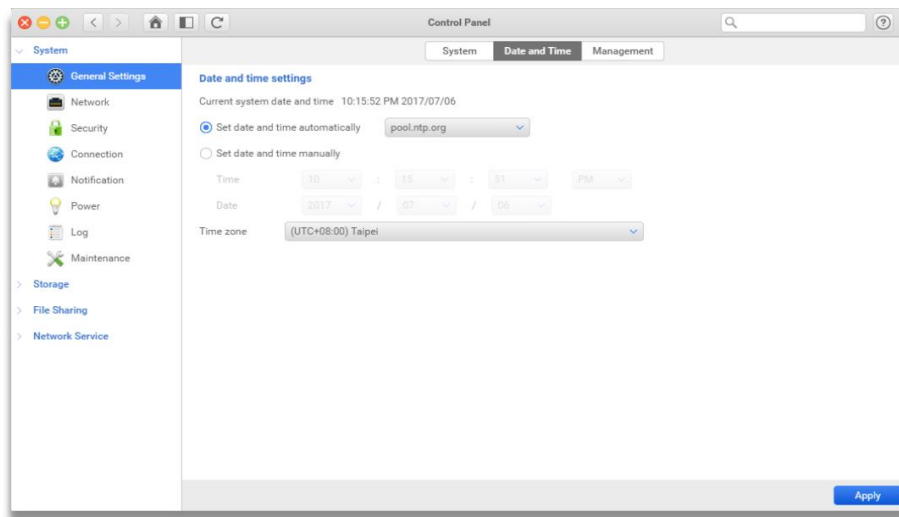 Control Panel
?
System
General Settings
Network
Security
Connection
Notification
Power
Log
Maintenance
Storage
File Sharing
Network Service
System Date and Time Management
Date and time settings
Current system date and time 10:15:52 PM 2017/07/06
Set date and time automatically pool.ntp.org
Set date and time manually
Time 10 : 15 : 51 PM
Date 2017 / 07 / 06
Time zone (UTC+08:00) Taipei
Apply